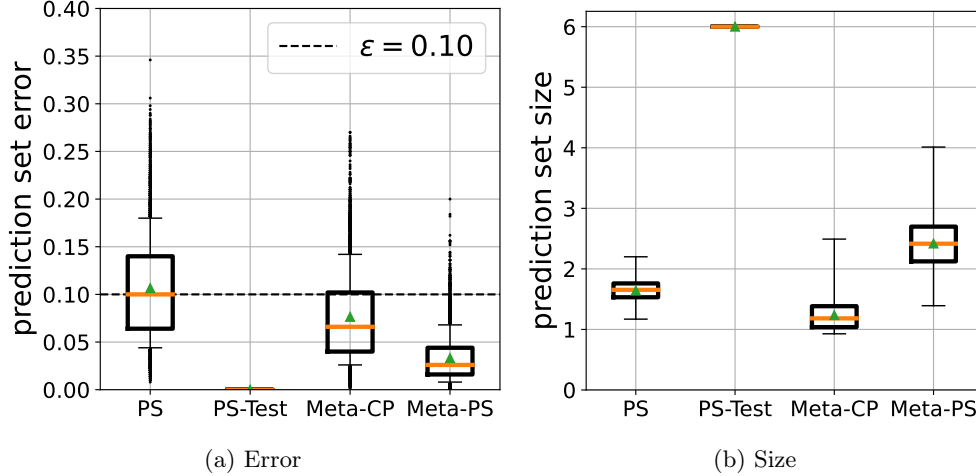 prediction set error
0.40
0.35
0.30
0.25
0.20
0.15
0.10
0.05
0.00
ε = 0.10
PS PS-Test Meta-CP Meta-PS
(a) Error
prediction set size
6
5
4
3
2
1
0
PS PS-Test Meta-CP Meta-PS
(b) Size